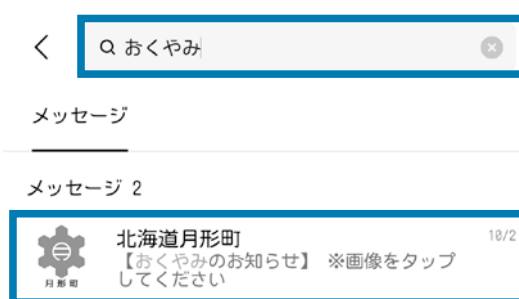 おくやみ
メッセージ
メッセージ 2
北海道月形町
10/2
【おくやみのお知らせ】 ※画像をタップ
してください
月形町